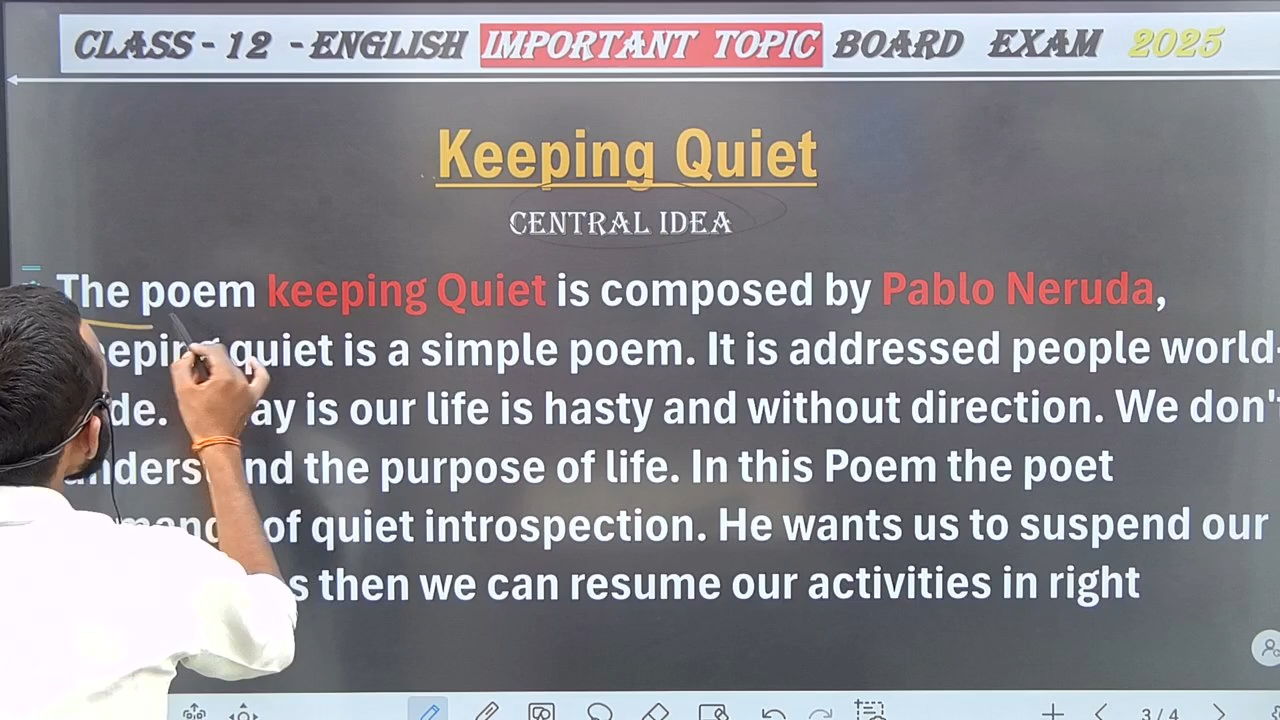 CLASS - 12 - ENGLISH IMPORTANT TOPIC BOARD EXAM 2025
Keeping Quiet
CENTRAL IDEA
The poem keeping Quiet is composed by Pablo Neruda,
quiet is a simple poem. It is addressed people world-
is our life is hasty and without direction. We don't
the purpose of life. In this Poem the poet
of quiet introspection. He wants us to suspend our
then we can resume our activities in right
3/4